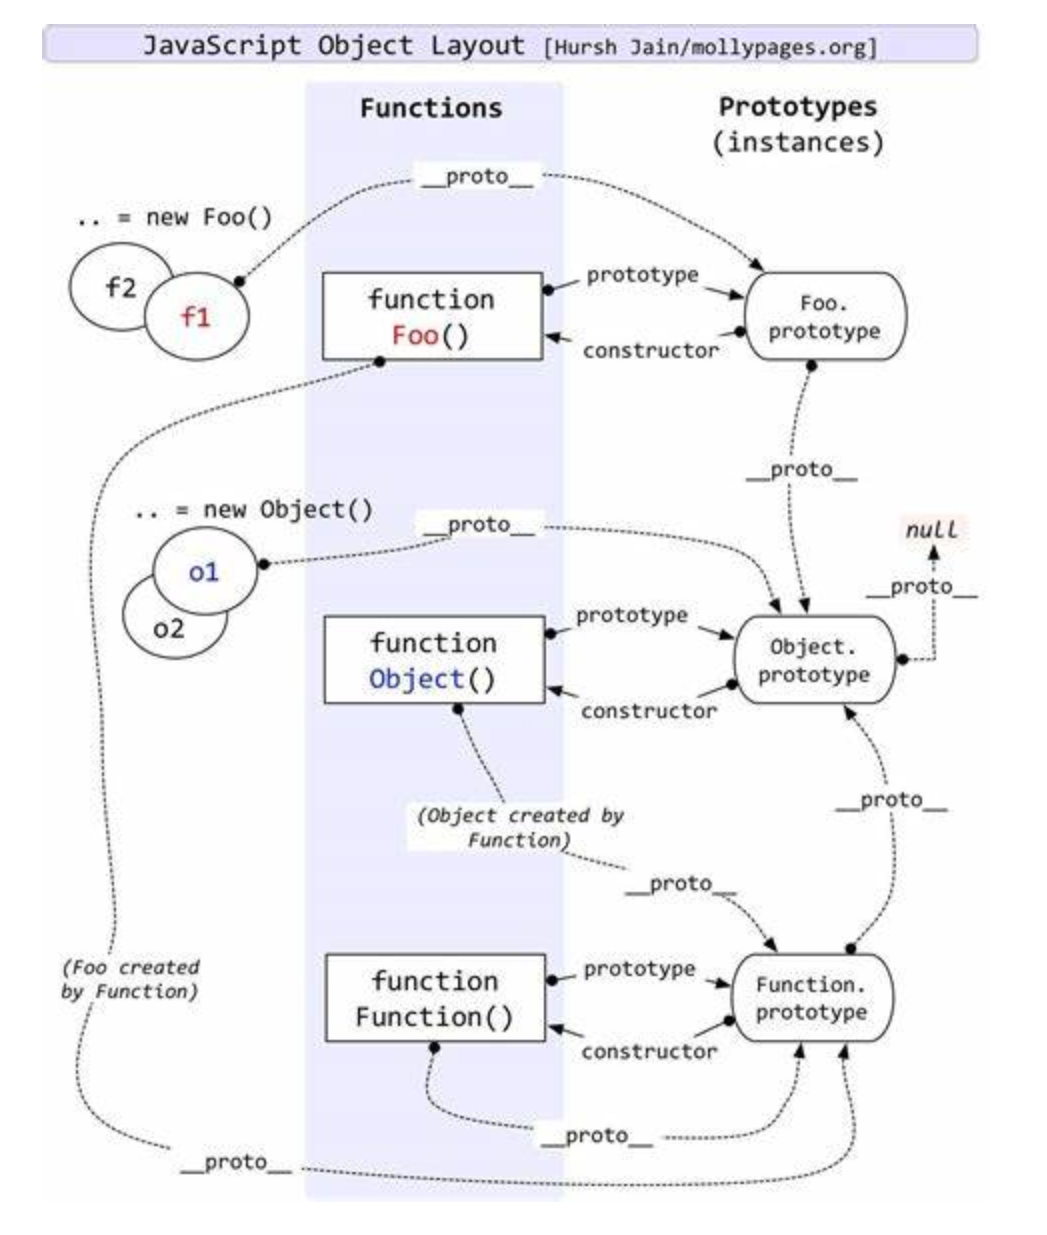 JavaScript Object Layout [Hursh Jain/mollypages.org]
Functions
Prototypes
(instances)
__proto__
.. = new Foo()
f2
f1
function
Foo()
prototype
constructor
Foo.
prototype
__proto__
.. = new Object()
o1
o2
__proto__
null
__proto__
function
Object()
prototype
constructor
Object.
prototype
(Object created by
Function)
__proto__
__proto__
(Foo created
by Function)
function
Function()
prototype
constructor
Function.
prototype
__proto__
__proto__